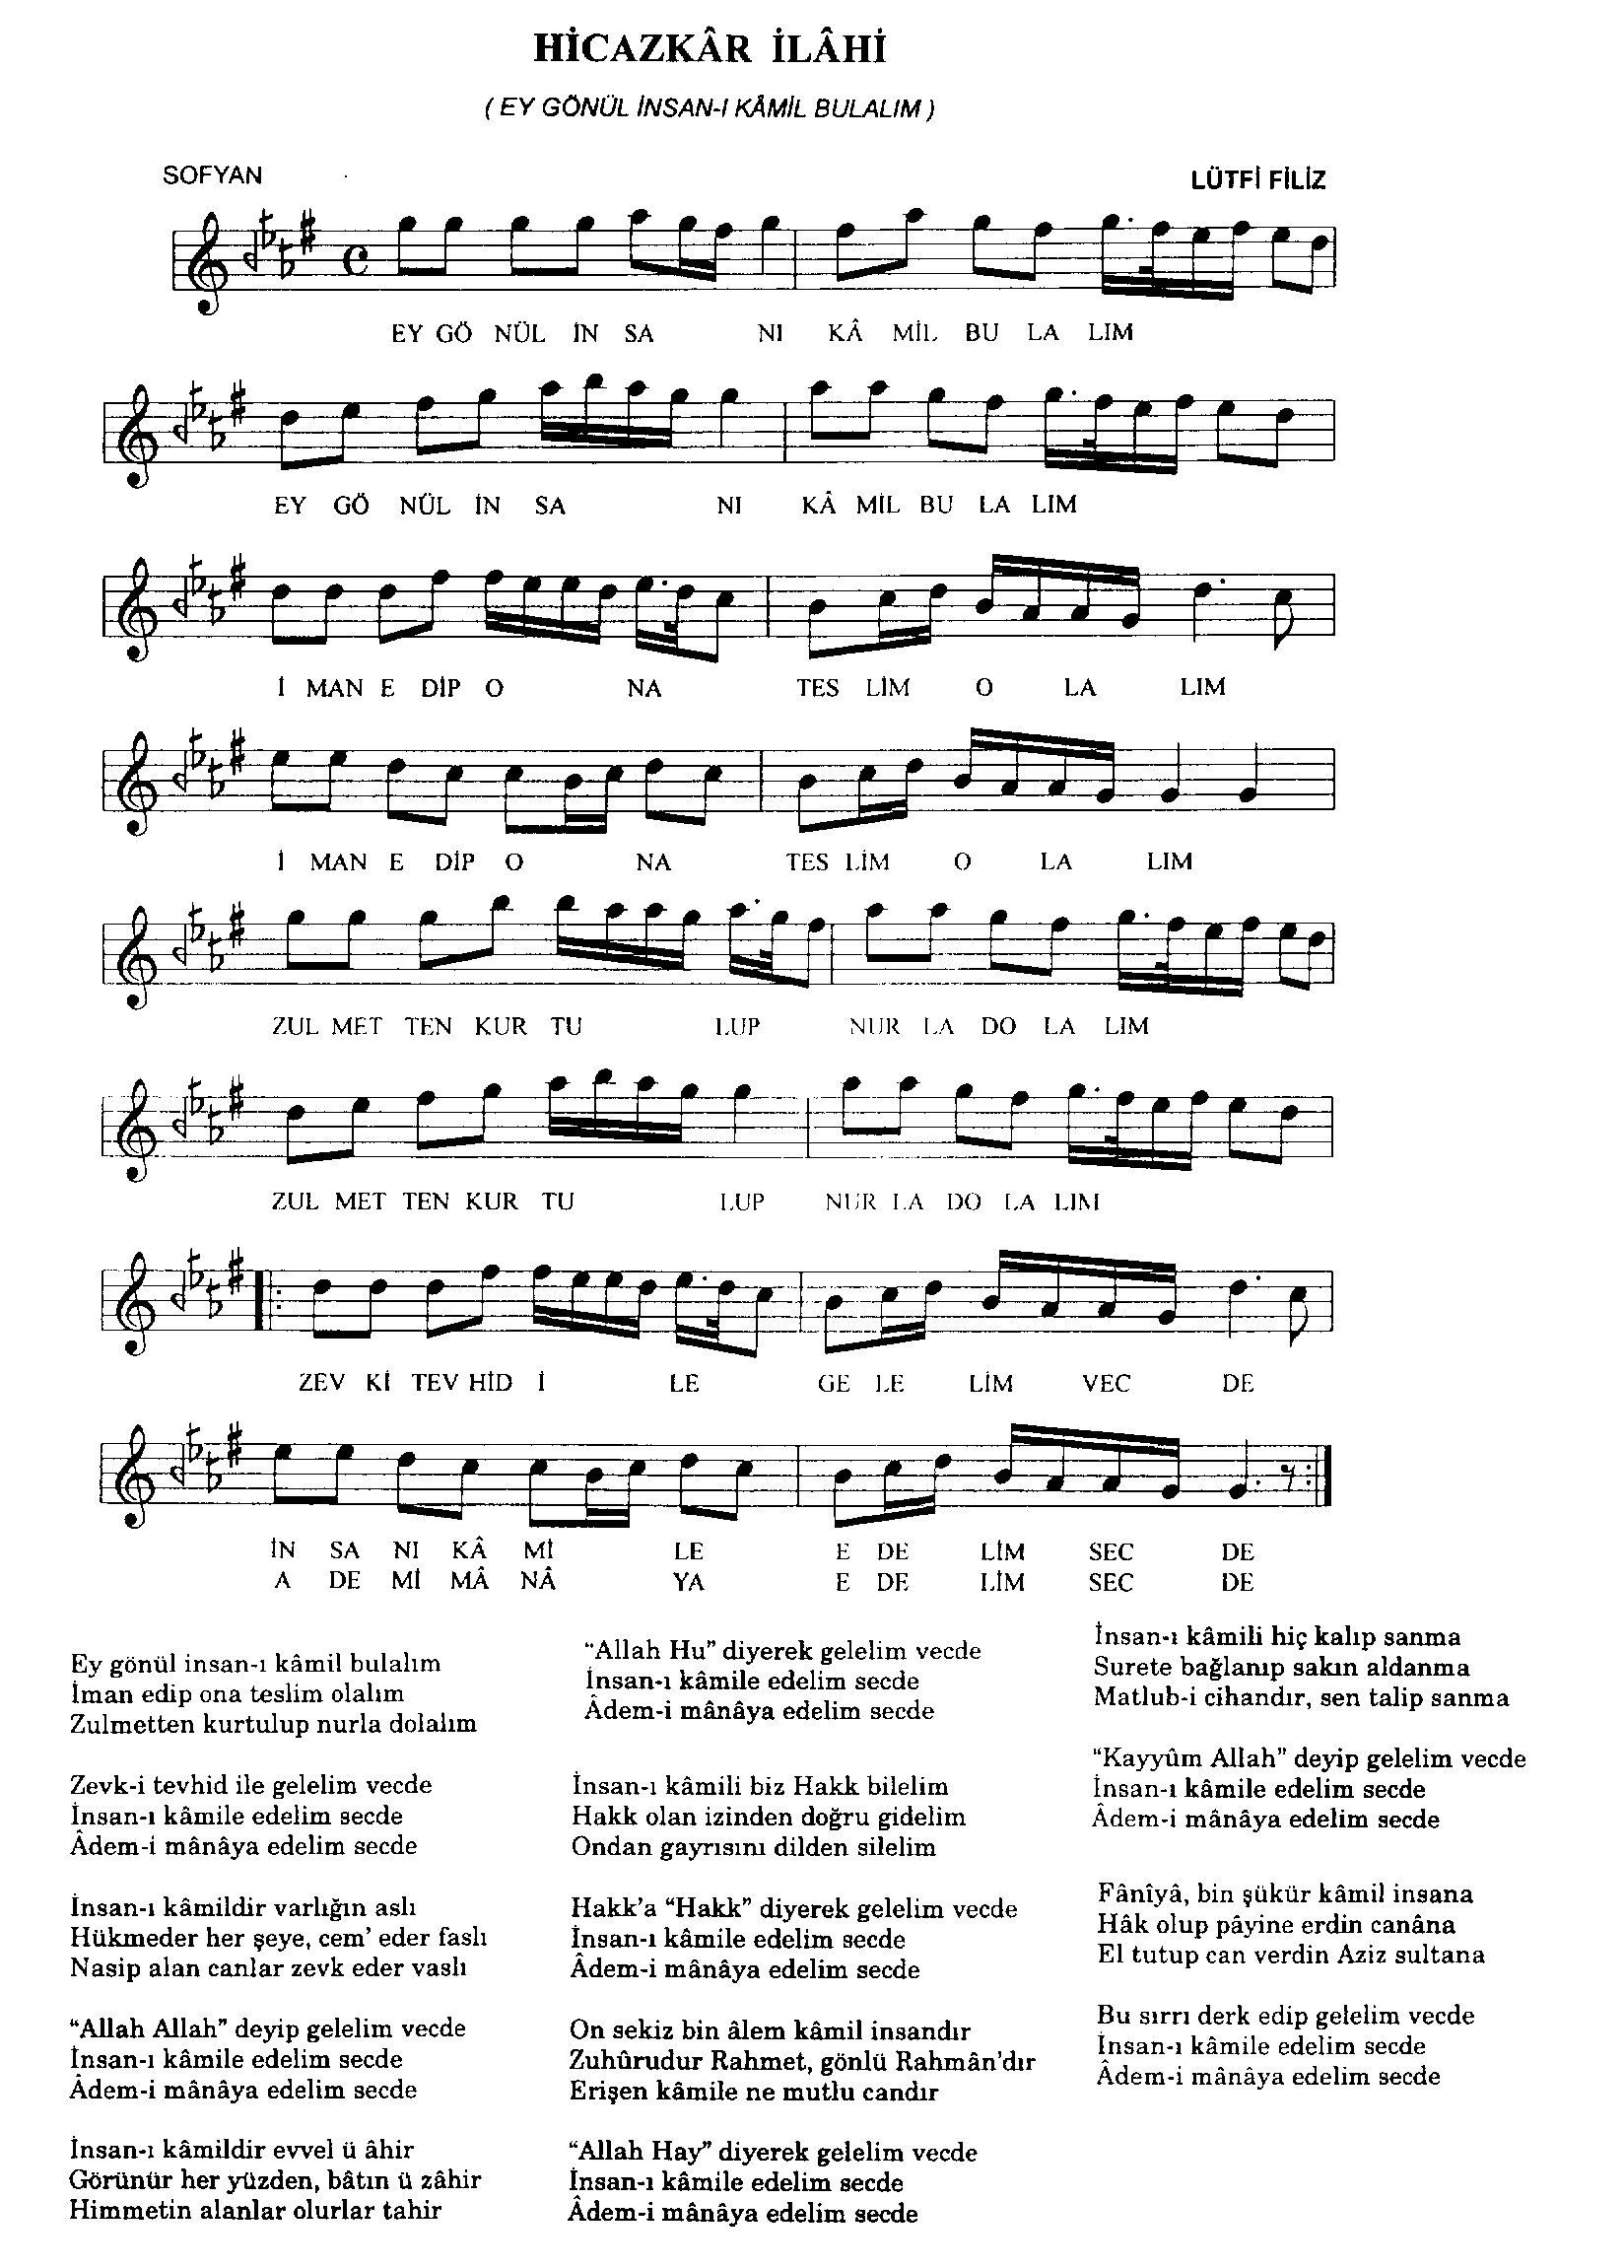 HİCAZKÂR İLÂHİ
( EY GÖNÜL İNSAN-I KÂMİL BULALIM )
SOFYAN
LÜTFİ FİLİZ
EY GÖ NÜL İN SA NI KÂ MİL BU LA LIM
EY GÖ NÜL İN SA NI KÂ MİL BU LA LIM
İ MAN E DİP O NA TES LİM O LA LIM
İ MAN E DİP O NA TES LİM O LA LIM
ZUL MET TEN KUR TU LUP NUR LA DO LA LIM
ZUL MET TEN KUR TU LUP NUR LA DO LA LIM
ZEV Kİ TEV HİD İ LE GE LE LİM VEC DE
İN SA NI KÂ Mİ LE E DE LİM SEC DE
A DE Mİ MÂ NÂ YA E DE LİM SEC DE
Ey gönül insan-ı kâmil bulalım
İman edip ona teslim olalım
Zulmetten kurtulup nurla dolalım
Zevk-i tevhid ile gelelim vecde
İnsan-ı kâmile edelim secde
Âdem-i mânâya edelim secde
İnsan-ı kâmildir varlığın aslı
Hükmeder her şeye, cem' eder faslı
Nasip alan canlar zevk eder vaslı
“Allah Allah” deyip gelelim vecde
İnsan-ı kâmile edelim secde
Âdem-i mânâya edelim secde
İnsan-ı kâmildir evvel ü âhir
Görünür her yüzden, bâtın ü zâhir
Himmetin alanlar olurlar tahir
“Allah Hu” diyerek gelelim vecde
İnsan-ı kâmile edelim secde
Âdem-i mânâya edelim secde
İnsan-ı kâmili biz Hakk bilelim
Hakk olan izinden doğru gidelim
Ondan gayrısını dilden silelim
Hakk'a “Hakk” diyerek gelelim vecde
İnsan-ı kâmile edelim secde
Âdem-i mânâya edelim secde
On sekiz bin âlem kâmil insandır
Zuhûrudur Rahmet, gönlü Rahmân'dır
Erişen kâmile ne mutlu candır
“Allah Hay” diyerek gelelim vecde
İnsan-ı kâmile edelim secde
Âdem-i mânâya edelim secde
İnsan-ı kâmili hiç kalıp sanma
Surete bağlanıp sakın aldanma
Matlub-i cihandır, sen talip sanma
“Kayyûm Allah” deyip gelelim vecde
İnsan-ı kâmile edelim secde
Âdem-i mânâya edelim secde
Fânîyâ, bin şükür kâmil insana
Hâk olup pâyine erdin canâna
El tutup can verdin Aziz sultana
Bu sırrı derk edip gelelim vecde
İnsan-ı kâmile edelim secde
Âdem-i mânâya edelim secde